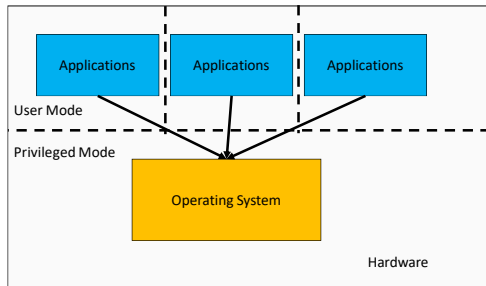 Applications
Applications
Applications
User Mode
Privileged Mode
Operating System
Hardware